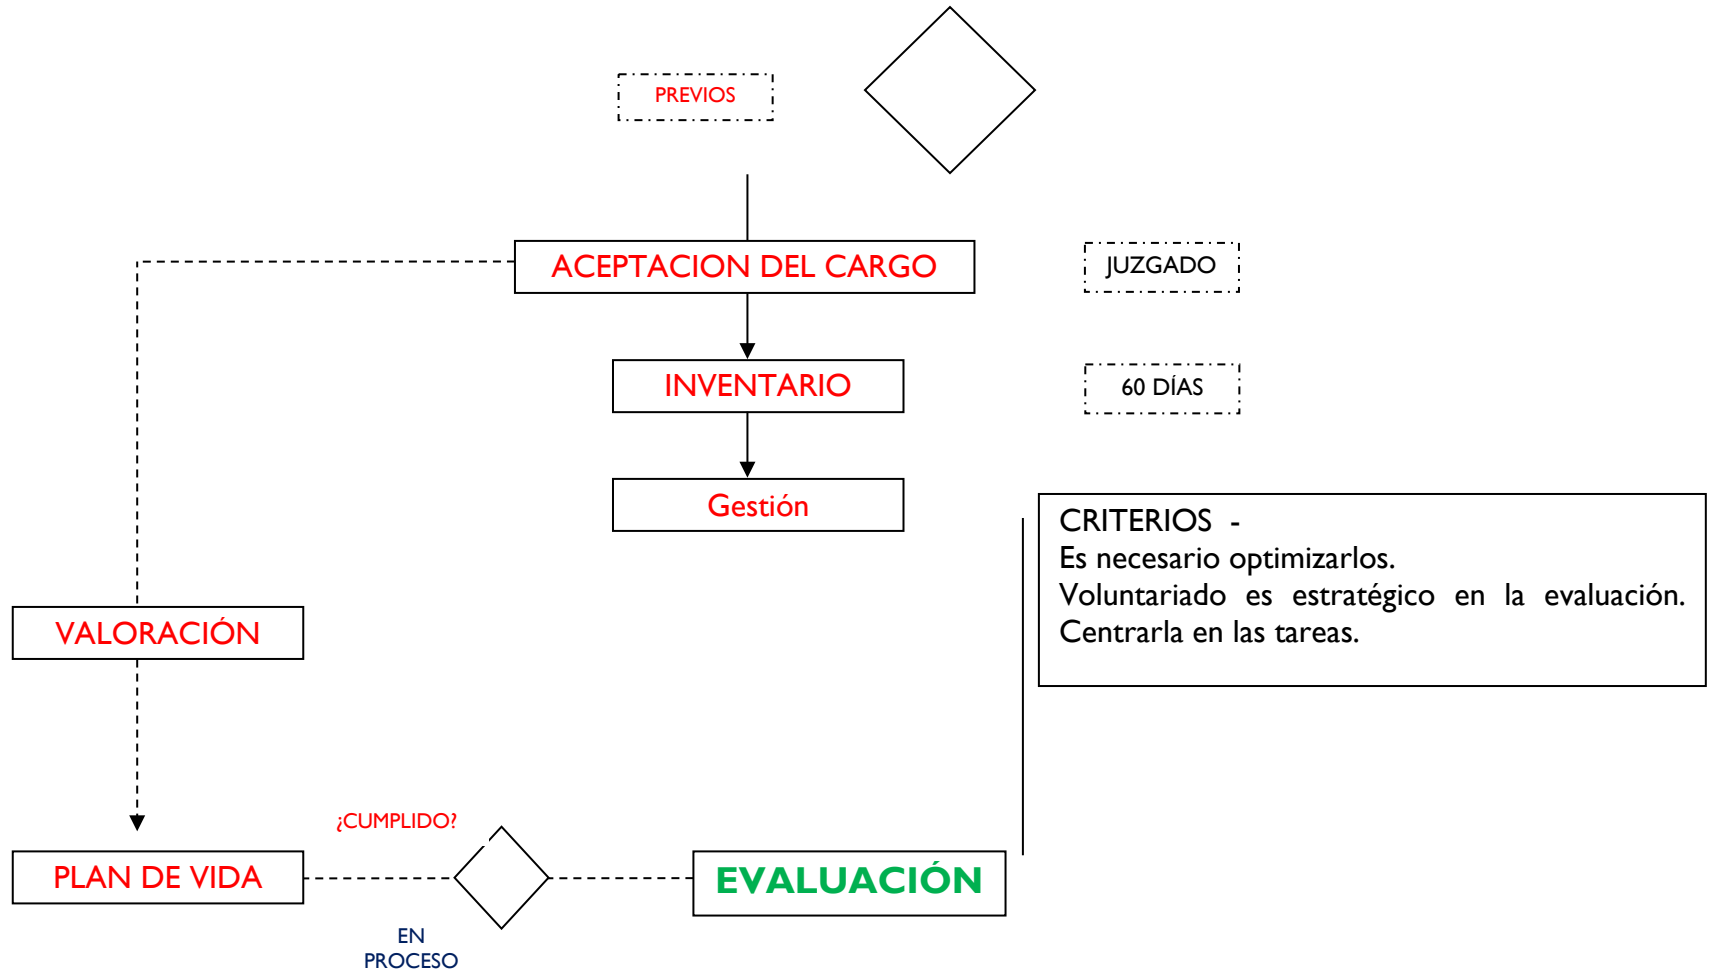 PREVIOS
ACEPTACION DEL CARGO
JUZGADO
INVENTARIO
60 DÍAS
Gestión
CRITERIOS -
Es necesario optimizarlos.
Voluntariado es estratégico en la evaluación.
Centrarla en las tareas.
VALORACIÓN
¿CUMPLIDO?
PLAN DE VIDA
EVALUACIÓN
EN
PROCESO